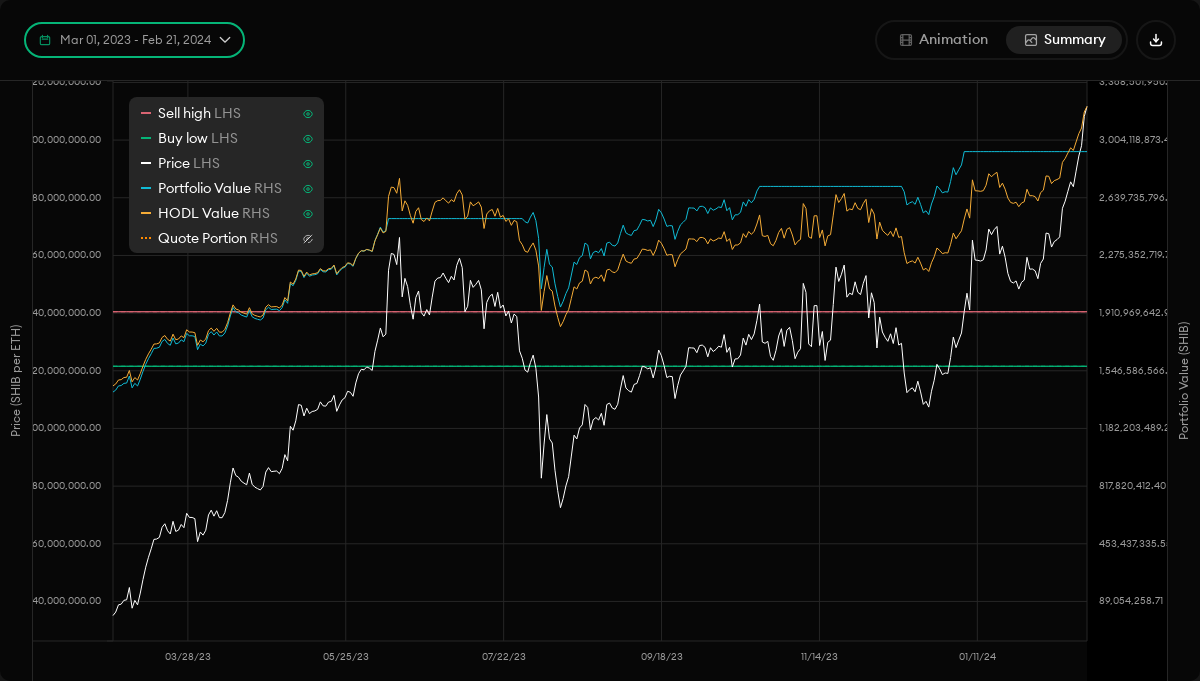 Mar 01, 2023 - Feb 21, 2024
Animation
Summary
Sell high LHS
Buy low LHS
Price LHS
Portfolio Value RHS
HODL Value RHS
Quote Portion RHS
20,000,000.00
00,000,000.00
80,000,000.00
60,000,000.00
40,000,000.00
20,000,000.00
00,000,000.00
80,000,000.00
60,000,000.00
40,000,000.00
Price (SHIB per ETH)
3,004,118,873.4
2,639,735,796.
2,275,352,719.
1,910,969,642.9
1,546,586,566.
1,182,203,489.2
817,820,412.40
453,437,335.5
89,054,258.71
Portfolio Value (SHIB)
03/28/23
05/25/23
07/22/23
09/18/23
11/14/23
01/11/24